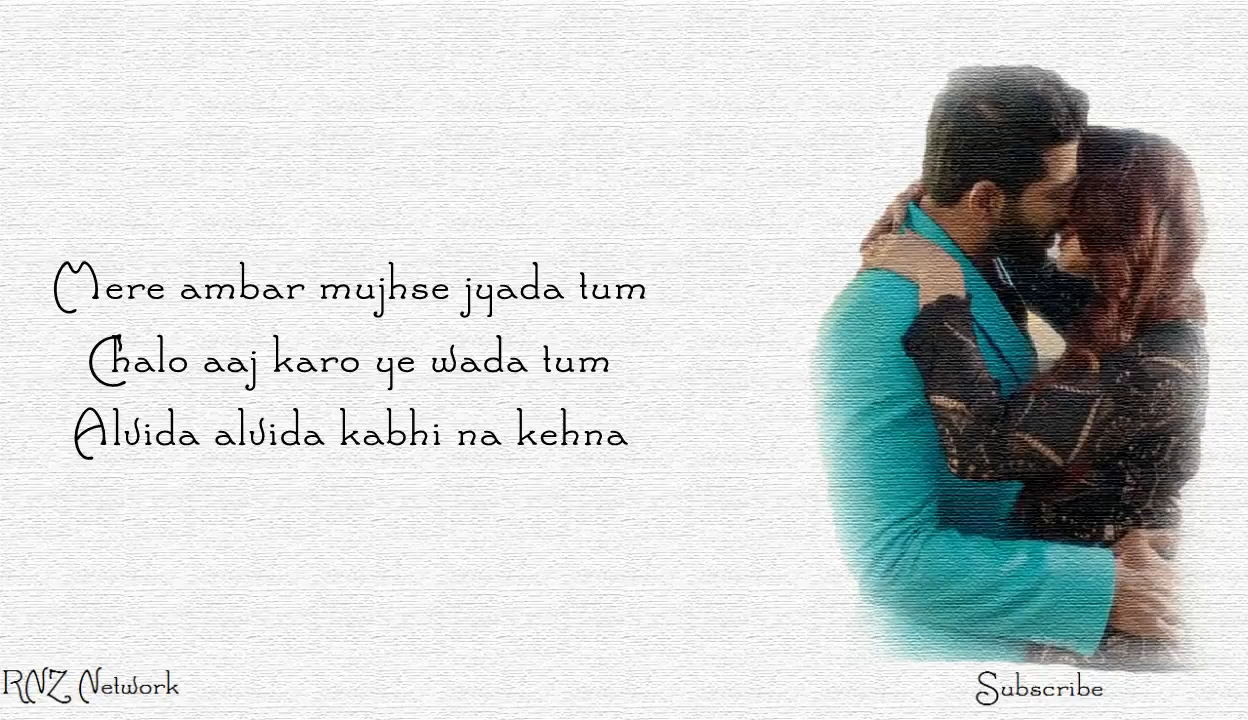 Mere ambar mujhse jyada tum
Chalo aaj karo ye wada tum
Alvida alvida kabhi na kehna
RNZ Network
Subscribe